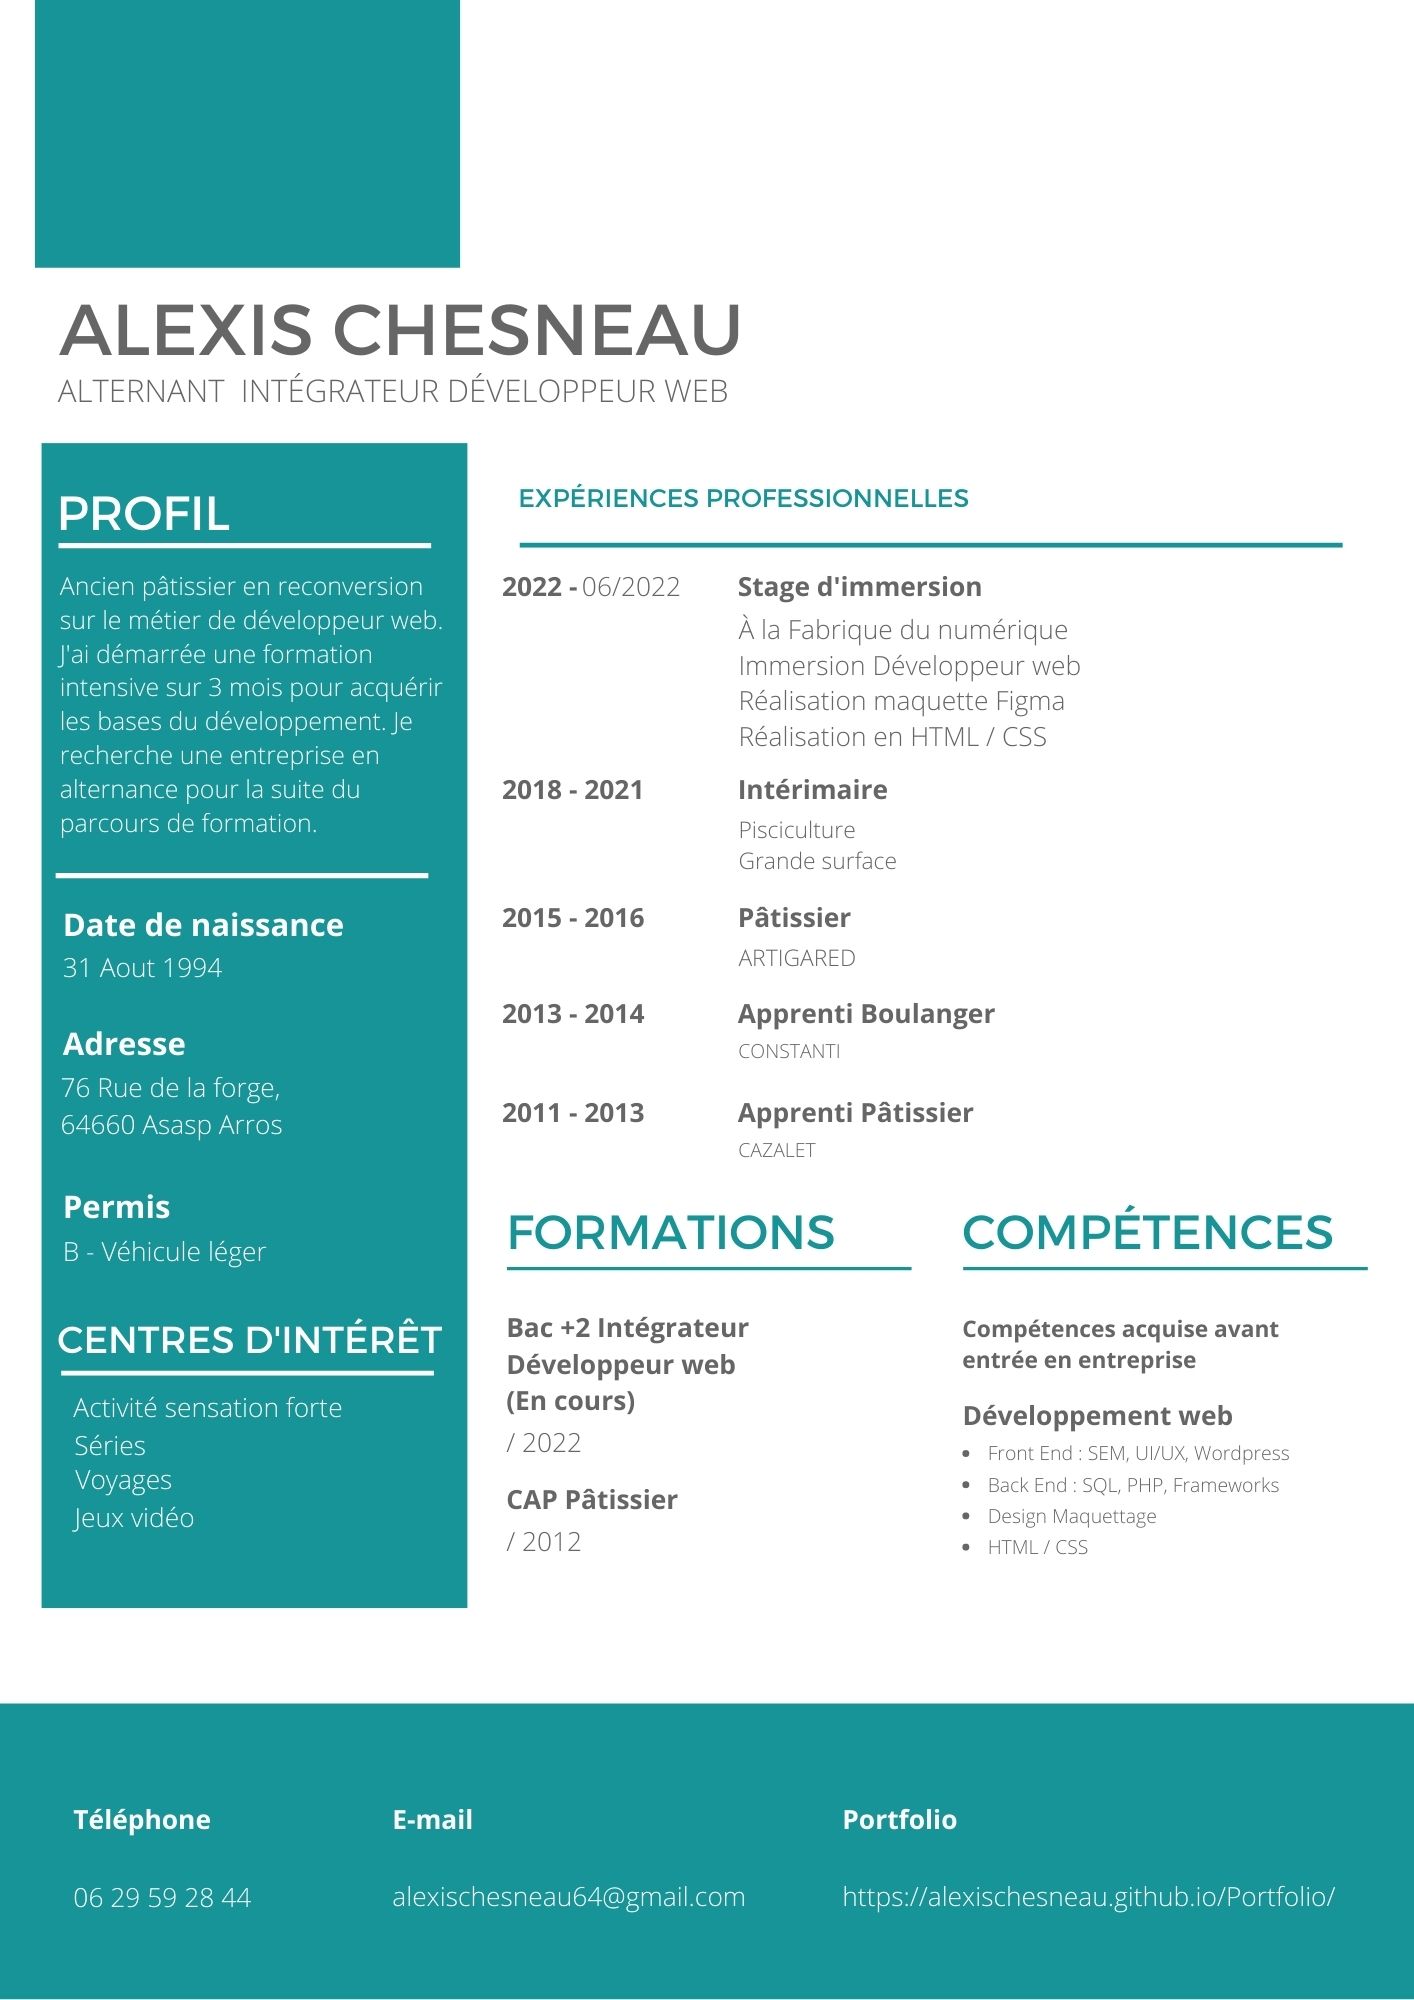 ALEXIS CHESNEAU
ALTERNANT  INTÉGRATEUR DÉVELOPPEUR WEB
PROFIL
Ancien pâtissier en reconversion
sur le métier de développeur web.
J'ai démarrée une formation
intensive sur 3 mois pour acquérir
les bases du développement. Je
recherche une entreprise en
alternance pour la suite du
parcours de formation.
Date de naissance
31 Aout 1994
Adresse
76 Rue de la forge,
64660 Asasp Arros
Permis
B - Véhicule léger
CENTRES D'INTÉRÊT
Activité sensation forte
Séries
Voyages
Jeux vidéo
EXPÉRIENCES PROFESSIONNELLES
2022 - 06/2022
Stage d'immersion
À la Fabrique du numérique
Immersion Développeur web
Réalisation maquette Figma
Réalisation en HTML / CSS
2018 - 2021
Intérimaire
Pisciculture
Grande surface
2015 - 2016
Pâtissier
ARTIGARED
2013 - 2014
Apprenti Boulanger
CONSTANTI
2011 - 2013
Apprenti Pâtissier
CAZALET
FORMATIONS
Bac +2 Intégrateur
Développeur web
(En cours)
/ 2022
CAP Pâtissier
/ 2012
COMPÉTENCES
Compétences acquise avant
entrée en entreprise
Développement web
• Front End : SEM, UI/UX, Wordpress
• Back End : SQL, PHP, Frameworks
• Design Maquettage
• HTML / CSS
Téléphone
06 29 59 28 44
E-mail
alexischesneau64@gmail.com
Portfolio
https://alexischesneau.github.io/Portfolio/